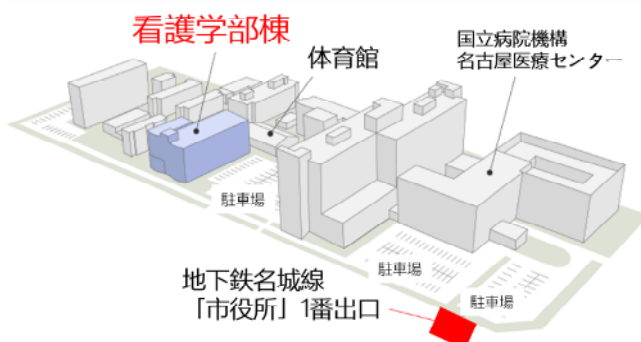 看護学部棟
体育館
国立病院機構
名古屋医療センター
駐車場
駐車場
駐車場
地下鉄名城線
「市役所」1番出口